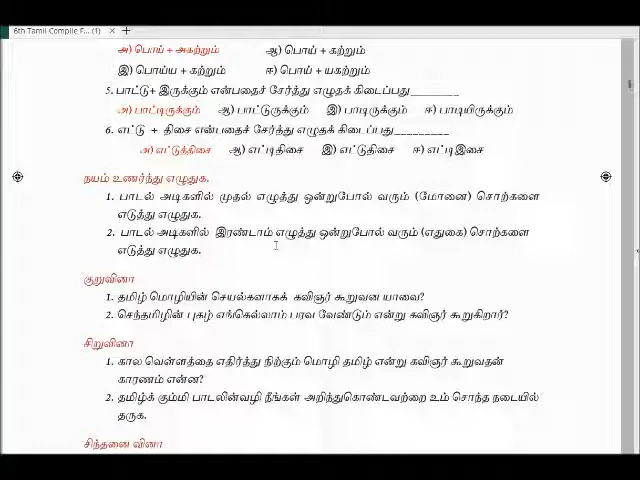 6th Tamil Compile F... (1)
அ) பொய் + அகற்றும் ஆ) பொய் + கற்றும்
இ) பொய்ய + கற்றும் ஈ) பொய் + யகற்றும்
5. பாட்டு+ இருக்கும் என்பதைச் சேர்த்து எழுதக் கிடைப்பது________
அ) பாட்டிருக்கும் ஆ) பாட்டுருக்கும் இ) பாடிருக்கும் ஈ) பாடியிருக்கும்
6. எட்டு + திசை என்பதைச் சேர்த்து எழுதக் கிடைப்பது_________
அ) எட்டுத்திசை ஆ) எட்டிதிசை இ) எட்டுதிசை ஈ) எட்டிஇசை
நயம் உணர்ந்து எழுதுக.
1. பாடல் அடிகளில் முதல் எழுத்து ஒன்றுபோல் வரும் (மோனை) சொற்களை
எடுத்து எழுதுக.
2. பாடல் அடிகளில் இரண்டாம் எழுத்து ஒன்றுபோல் வரும் (எதுகை) சொற்களை
எடுத்து எழுதுக.
குறுவினா
1. தமிழ் மொழியின் செயல்களாகக் கவிஞர் கூறுவன யாவை?
2. செந்தமிழின் புகழ் எங்கெல்லாம் பரவ வேண்டும் என்று கவிஞர் கூறுகிறார்?
சிறுவினா
1. கால வெள்ளத்தை எதிர்த்து நிற்கும் மொழி தமிழ் என்று கவிஞர் கூறுவதன்
காரணம் என்ன?
2. தமிழ்க் கும்மி பாடலின்வழி நீங்கள் அறிந்துகொண்டவற்றை உம் சொந்த நடையில்
தருக.
சிந்தனை வினா